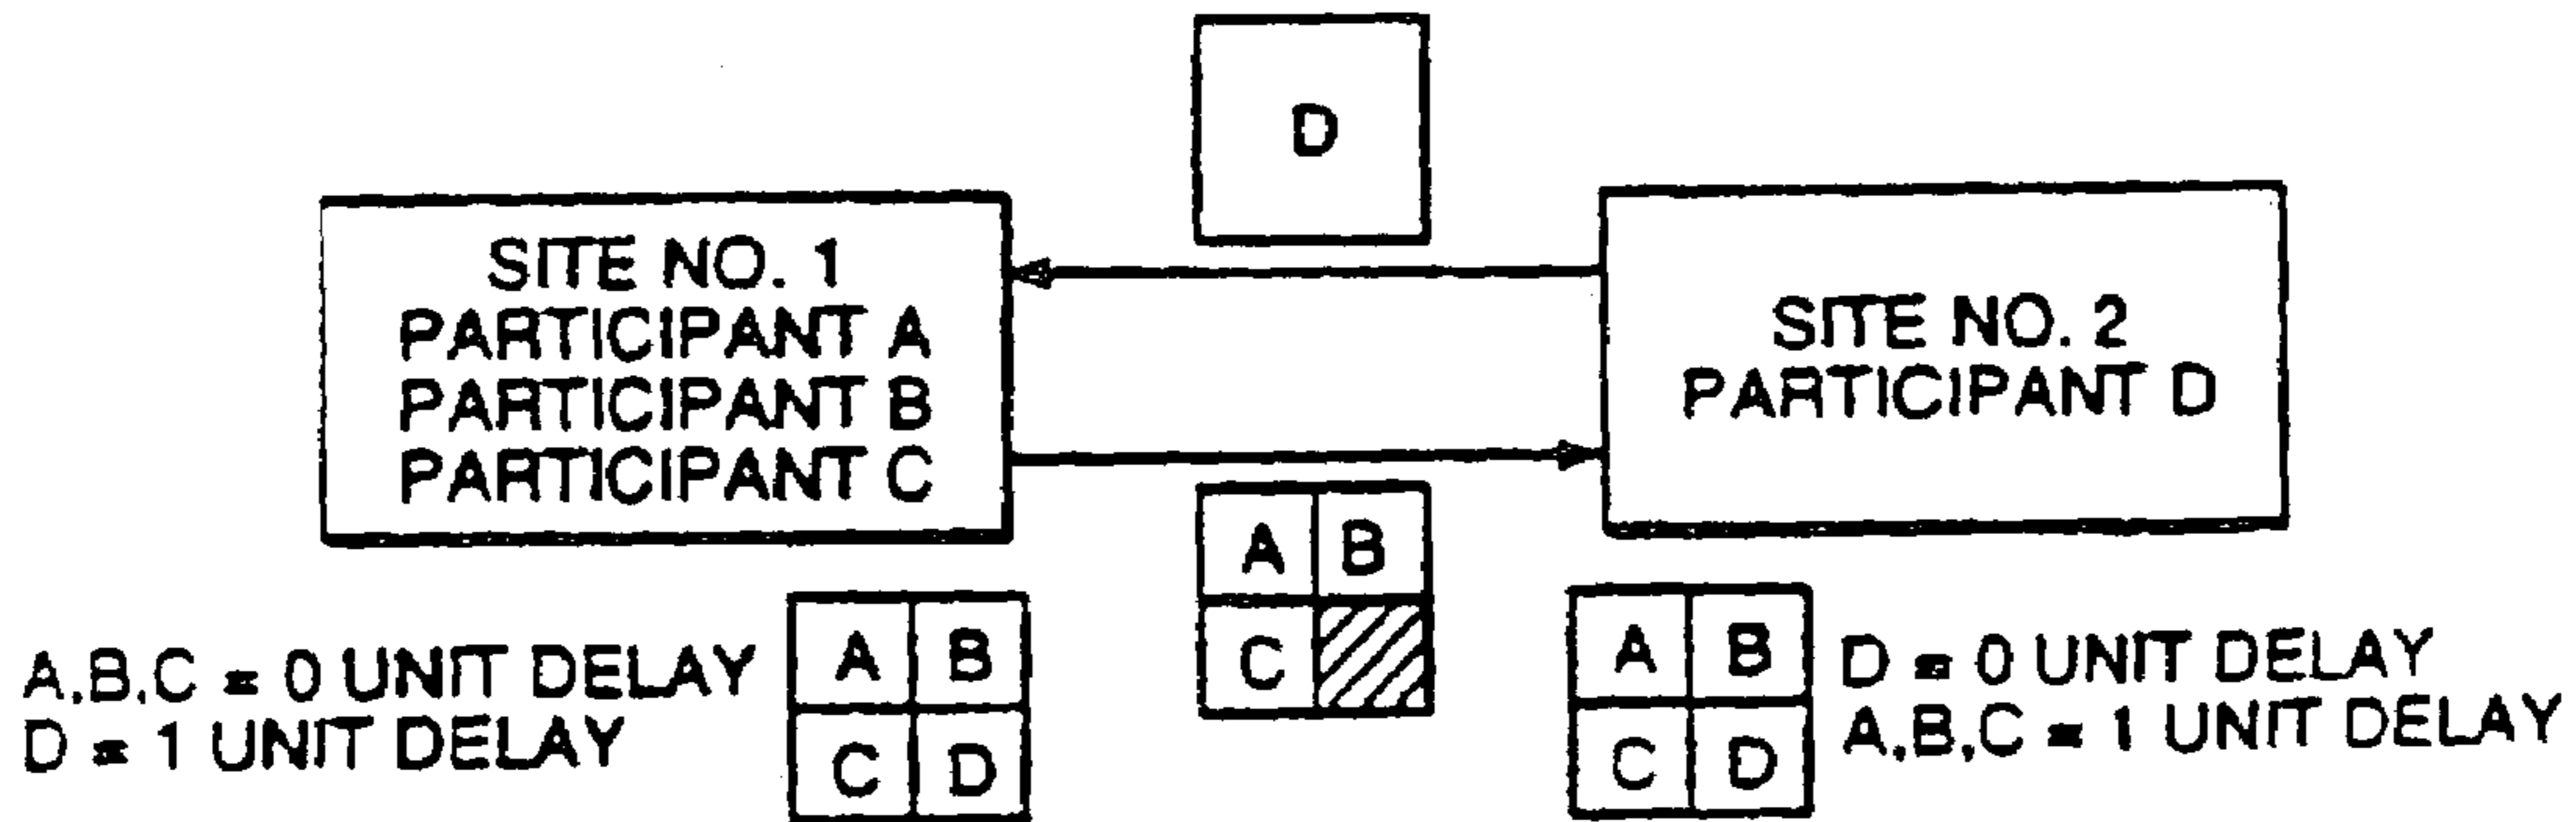 D
SITE NO. 1
PARTICIPANT A
PARTICIPANT B
PARTICIPANT C
SITE NO. 2
PARTICIPANT D
A B
C
A,B,C = 0 UNIT DELAY
D = 1 UNIT DELAY
A B
C D
A B
C D
D = 0 UNIT DELAY
A,B,C = 1 UNIT DELAY